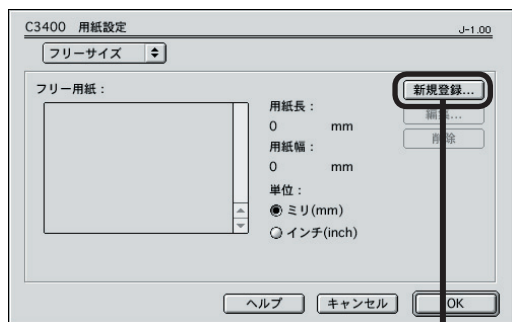 C3400 用紙設定
J-1.00
フリーサイズ
フリー用紙：
新規登録...
用紙長：
0 mm
用紙幅：
0 mm
単位：
ミリ(mm)
インチ(inch)
ヘルプ
キャンセル
OK